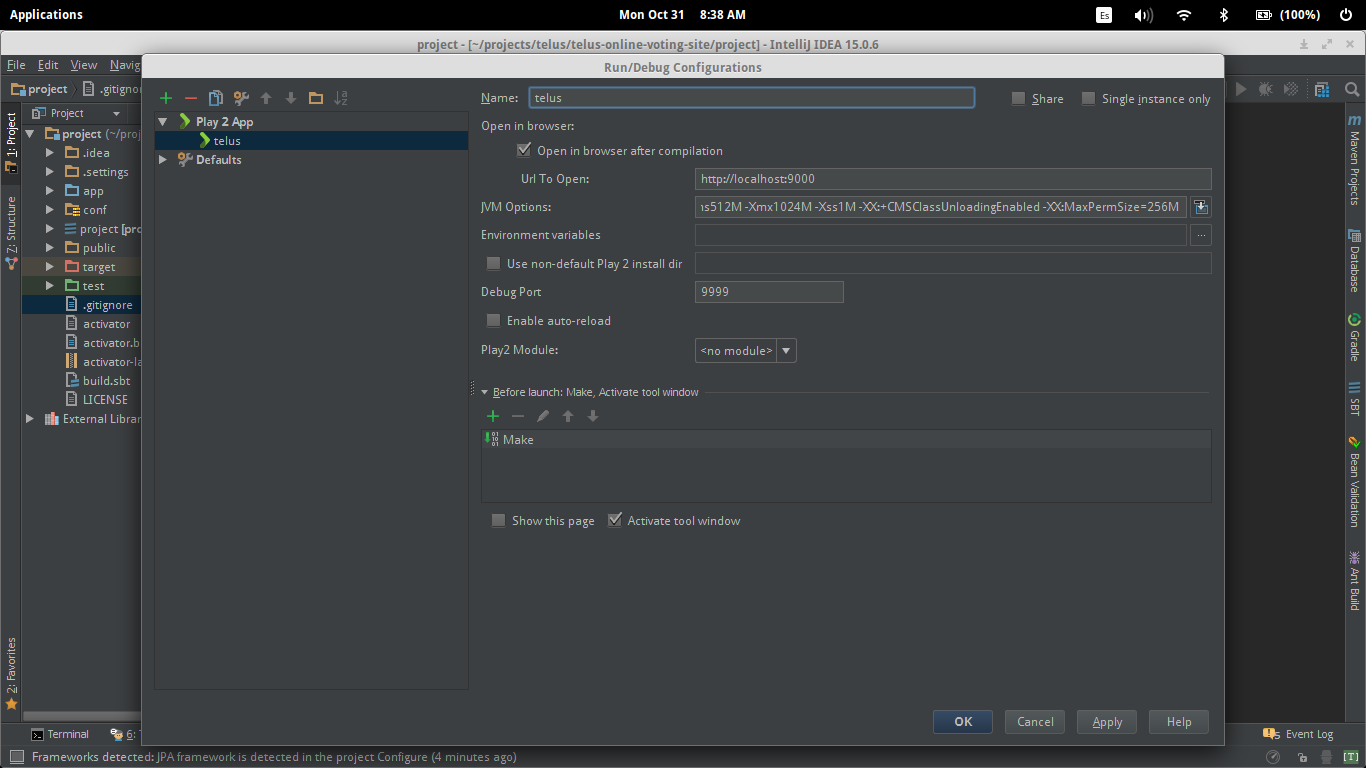 Applications
Mon Oct 31 8:38 AM
Es
(100%)
project - [~/projects/telus/telus-online-voting-site/project] - IntelliJ IDEA 15.0.6
File Edit View Navig
project .gitigno
Run/Debug Configurations
1: Project
7: Structure
2: Favorites
Project
project (~/proj
.idea
.settings
app
conf
project [pro
public
target
test
.gitignore
activator
activator.b
activator-la
build.sbt
LICENSE
External Librar
Play 2 App
telus
Defaults
Name: telus
Share
Single instance only
Open in browser:
Open in browser after compilation
Url To Open: http://localhost:9000
JVM Options: ns512M -Xmx1024M -Xss1M -XX:+CMSClassUnloadingEnabled -XX:MaxPermSize=256M
Environment variables ...
Use non-default Play 2 install dir
Debug Port 9999
Enable auto-reload
Play2 Module: <no module>
Before launch: Make, Activate tool window
Make
Show this page Activate tool window
OK Cancel Apply Help
Maven Projects
Database
Gradle
SBT
Bean Validation
Ant Build
Terminal 6: T
Event Log
Frameworks detected: JPA framework is detected in the project Configure (4 minutes ago)
[T]